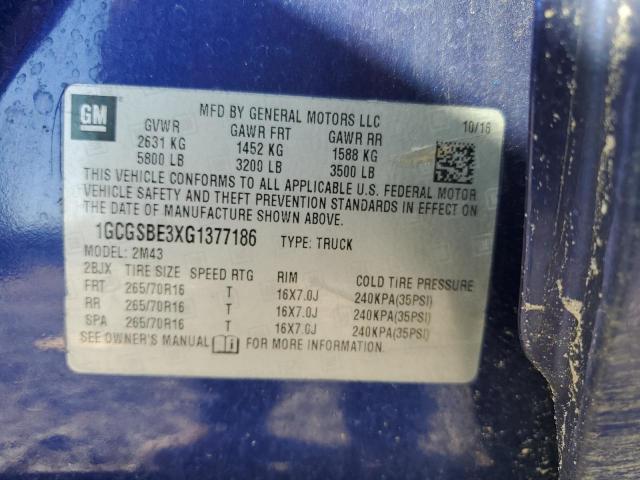 GM
MFD BY GENERAL MOTORS LLC
10/16
GVWR GAWR FRT GAWR RR
2631 KG 1452 KG 1588 KG
5800 LB 3200 LB 3500 LB
THIS VEHICLE CONFORMS TO ALL APPLICABLE U.S. FEDERAL MOTOR
VEHICLE SAFETY AND THEFT PREVENTION STANDARDS IN EFFECT ON
THE DATE OF MANUFACTURE SHOWN ABOVE.
1GCGSBE3XG1377186 TYPE: TRUCK
MODEL: 2M43
2BJX TIRE SIZE SPEED RTG RIM COLD TIRE PRESSURE
FRT 265/70R16 T 16X7.0J 240KPA(35PSI)
RR 265/70R16 T 16X7.0J 240KPA(35PSI)
SPA 265/70R16 T 16X7.0J 240KPA(35PSI)
SEE OWNER'S MANUAL FOR MORE INFORMATION.